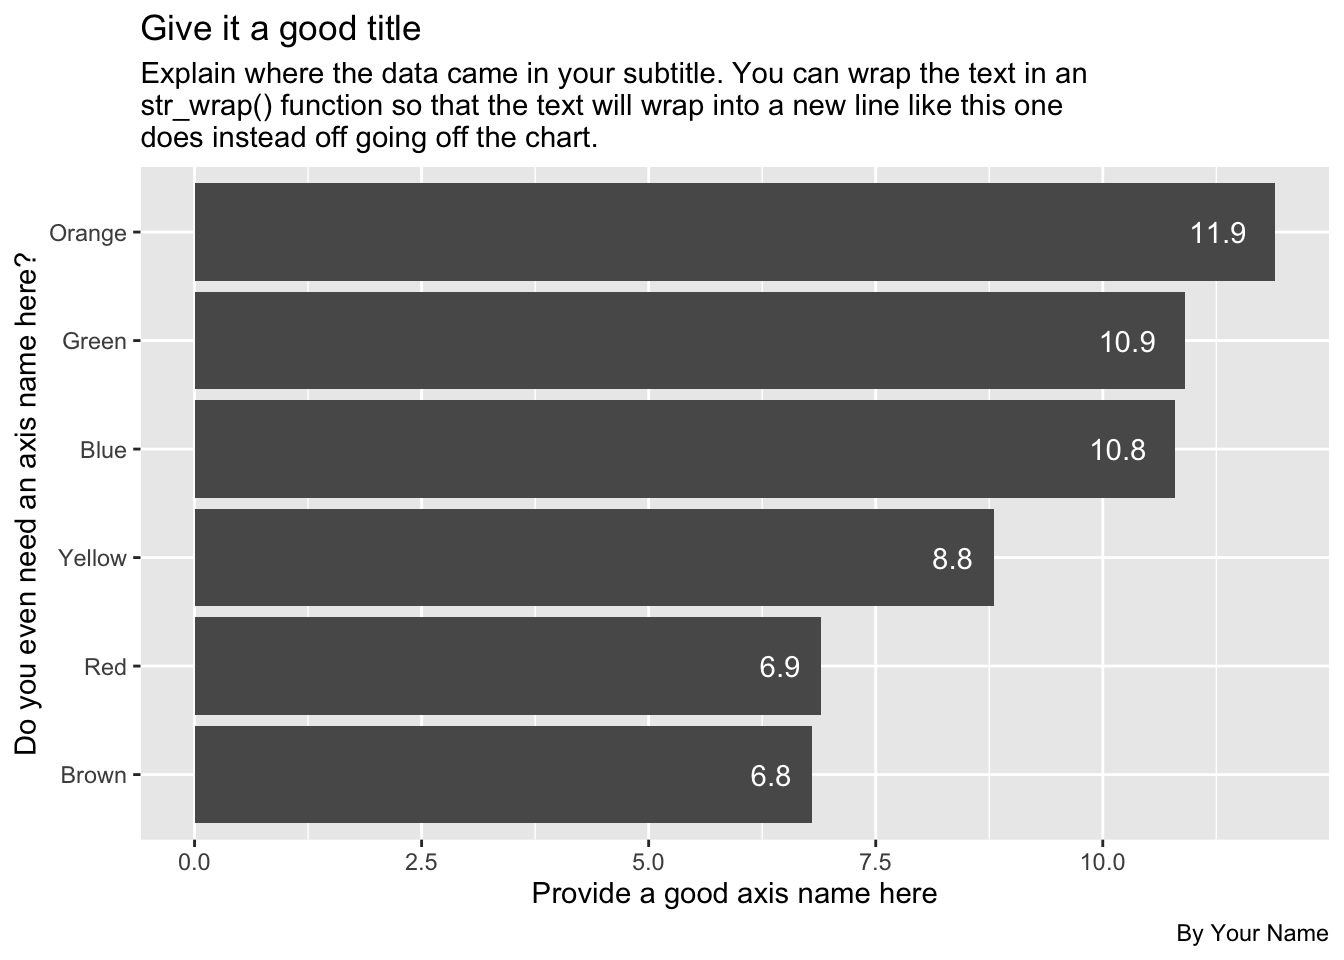 Give it a good title
Explain where the data came in your subtitle. You can wrap the text in an
str_wrap() function so that the text will wrap into a new line like this one
does instead off going off the chart.
Do you even need an axis name here?
Orange
11.9
Green
10.9
Blue
10.8
Yellow
8.8
Red
6.9
Brown
6.8
0.0 2.5 5.0 7.5 10.0
Provide a good axis name here
By Your Name